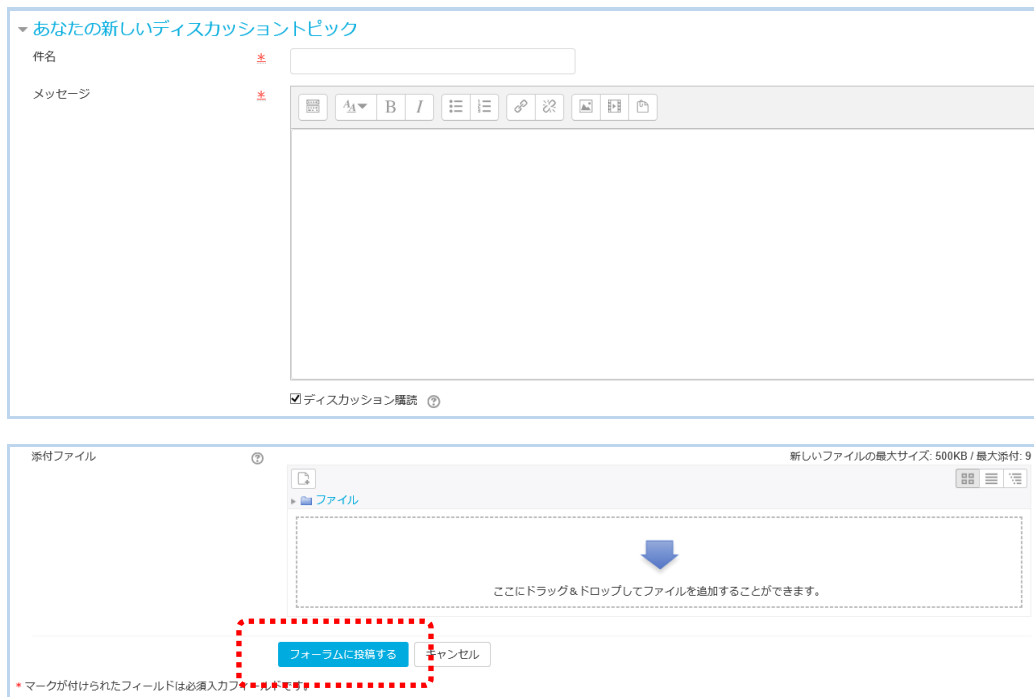 あなたの新しいディスカッショントピック
件名 *
メッセージ *
AA B I
ディスカッション購読 ?
添付ファイル ? 新しいファイルの最大サイズ: 500KB / 最大添付: 9
ファイル
ここにドラッグ&ドロップしてファイルを追加することができます。
フォーラムに投稿する キャンセル
* マークが付けられたフィールドは必須入力フィールドです。